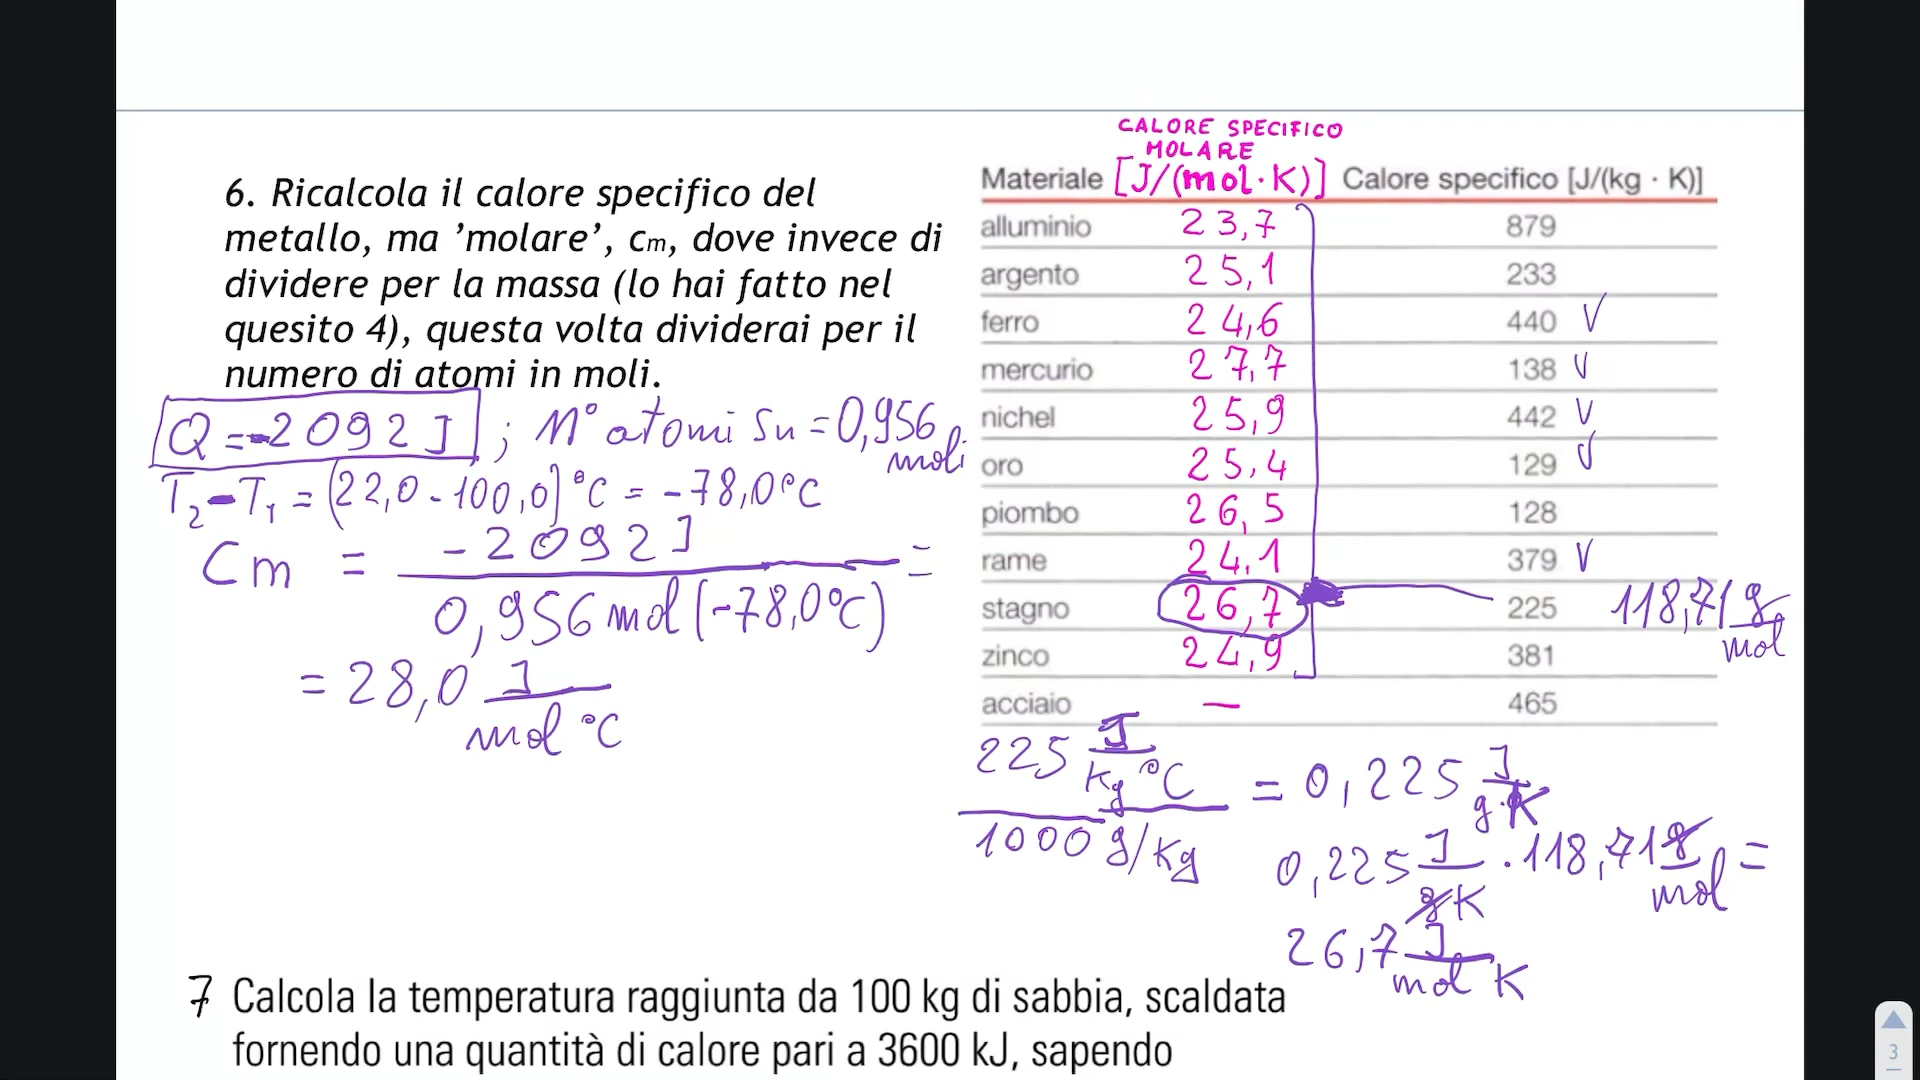 6. Ricalcola il calore specifico del
metallo, ma ’molare’, cm, dove invece di
dividere per la massa (lo hai fatto nel
quesito 4), questa volta dividerai per il
numero di atomi in moli.
Q = -2092 J ; N° atomi Sn = 0,956 moli
T2 - T1 = (22,0 - 100,0) °C = -78,0 °C
Cm = -2092 J / 0,956 mol (-78,0 °C) =
= 28,0 J / mol °C
CALORE SPECIFICO
MOLARE
Materiale [J/(mol·K)] Calore specifico [J/(kg · K)]
alluminio 23,7 879
argento 25,1 233
ferro 24,6 440 V
mercurio 27,7 138 V
nichel 25,9 442 V
oro 25,4 129 V
piombo 26,5 128
rame 24,1 379 V
stagno 26,7 225 118,71 g/mol
zinco 24,9 381
acciaio — 465
225 J/kg °C / 1000 g/kg = 0,225 J/g·K
0,225 J/gK · 118,71 g/mol =
26,7 J/mol K
7 Calcola la temperatura raggiunta da 100 kg di sabbia, scaldata
fornendo una quantità di calore pari a 3600 kJ, sapendo
3